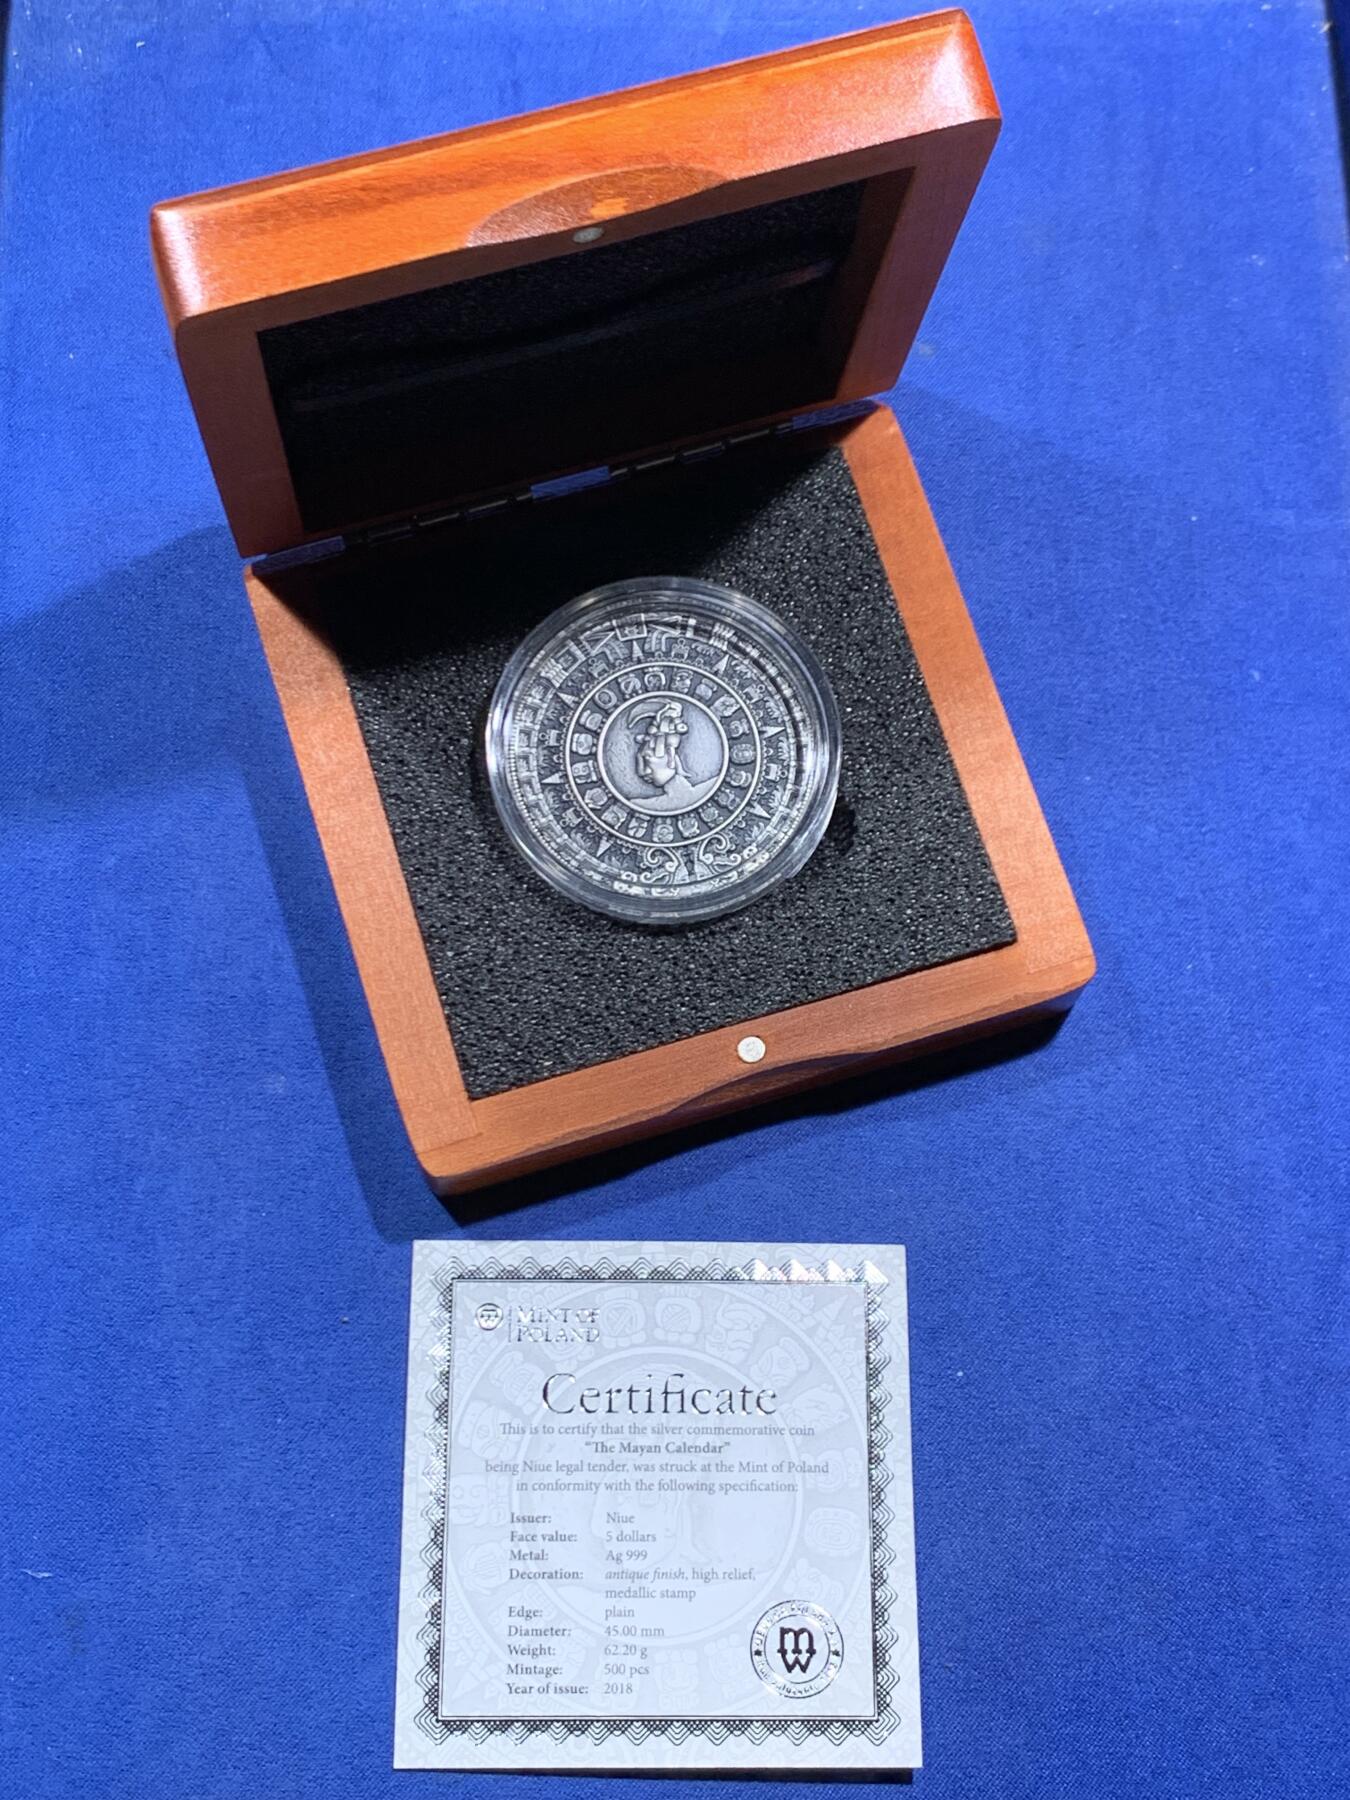 MINT OF
POLAND
Certificate
This is to certify that the silver commemorative coin
“The Mayan Calendar”
being Niue legal tender, was struck at the Mint of Poland
in conformity with the following specification:
Issuer: Niue
Face value: 5 dollars
Metal: Ag 999
Decoration: antique finish, high relief,
medallic stamp
Edge: plain
Diameter: 45.00 mm
Weight: 62.20 g
Mintage: 500 pcs
Year of issue: 2018